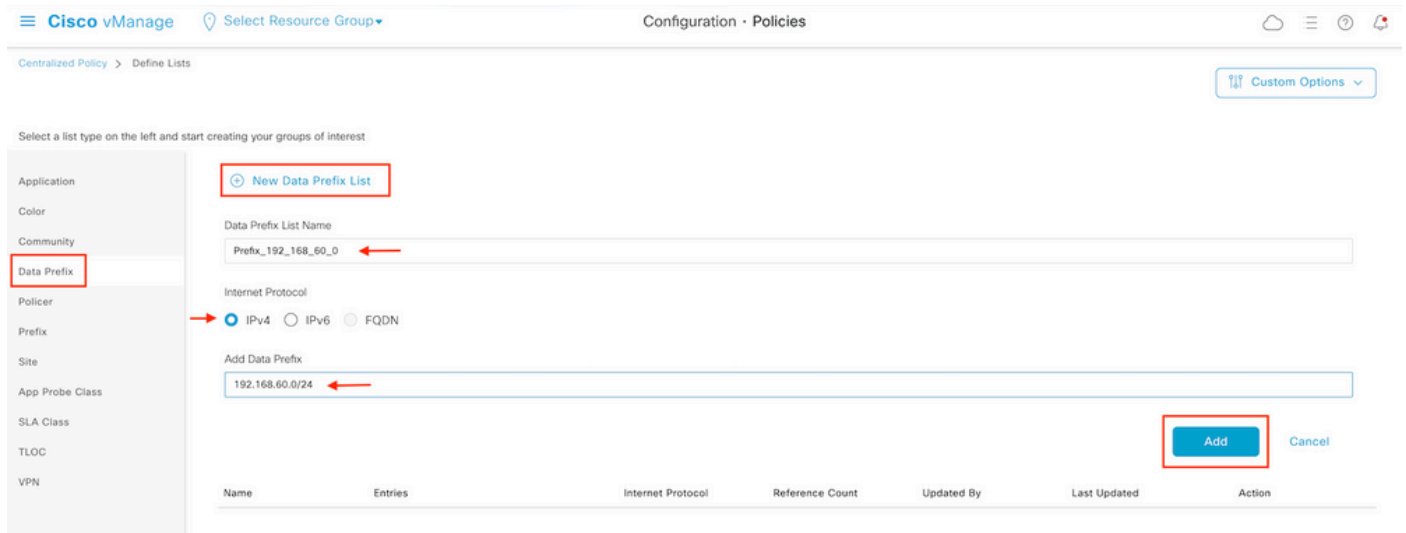 Cisco vManage
Select Resource Group▾
Configuration · Policies
Centralized Policy > Define Lists
Custom Options
Select a list type on the left and start creating your groups of interest
Application
Color
Community
Data Prefix
Policer
Prefix
Site
App Probe Class
SLA Class
TLOC
VPN
New Data Prefix List
Data Prefix List Name
Prefix_192_168_60_0
Internet Protocol
IPv4 IPv6 FQDN
Add Data Prefix
192.168.60.0/24
Add Cancel
Name Entries Internet Protocol Reference Count Updated By Last Updated Action